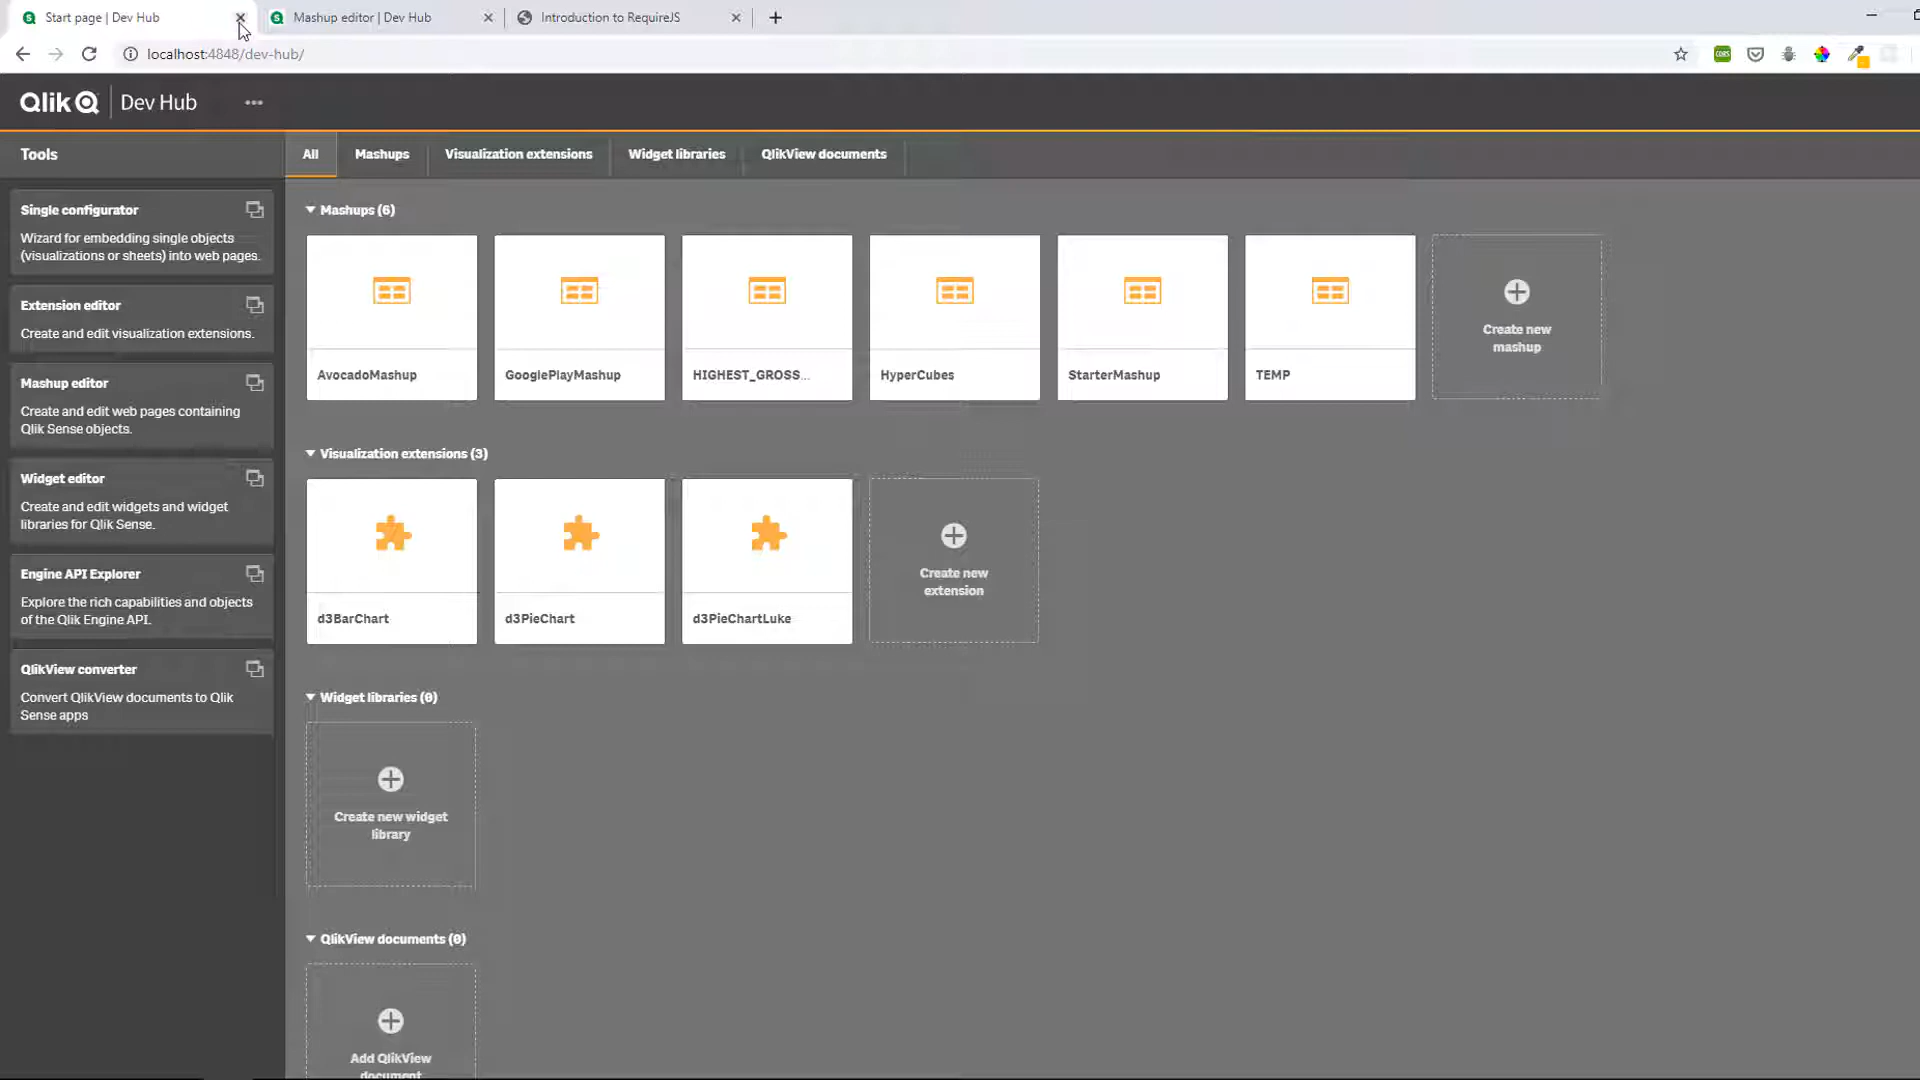 Start page | Dev Hub
Mashup editor | Dev Hub
Introduction to RequireJS
localhost:4848/dev-hub/
CORS
Qlik Dev Hub
Tools
All
Mashups
Visualization extensions
Widget libraries
QlikView documents
Single configurator
Wizard for embedding single objects
(visualizations or sheets) into web pages.
Extension editor
Create and edit visualization extensions.
Mashup editor
Create and edit web pages containing
Qlik Sense objects.
Widget editor
Create and edit widgets and widget
libraries for Qlik Sense.
Engine API Explorer
Explore the rich capabilities and objects
of the Qlik Engine API.
QlikView converter
Convert QlikView documents to Qlik
Sense apps
Mashups (6)
AvocadoMashup
GooglePlayMashup
HIGHEST_GROSS...
HyperCubes
StarterMashup
TEMP
Create new
mashup
Visualization extensions (3)
d3BarChart
d3PieChart
d3PieChartLuke
Create new
extension
Widget libraries (0)
Create new widget
library
QlikView documents (0)
Add QlikView
document